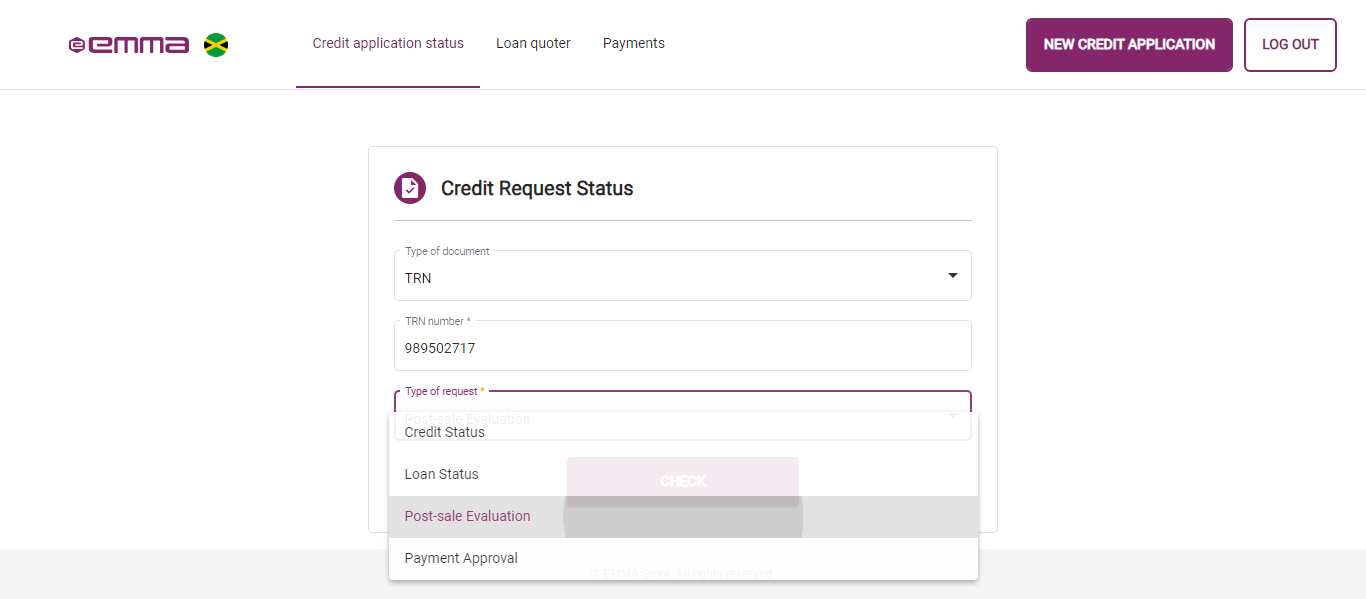 emma
Credit application status
Loan quoter
Payments
NEW CREDIT APPLICATION
LOG OUT
Credit Request Status
Type of document
TRN
TRN number *
989502717
Type of request *
Post-sale Evaluation
Credit Status
Loan Status
CHECK
Post-sale Evaluation
Payment Approval
© EMMA Store. All rights reserved